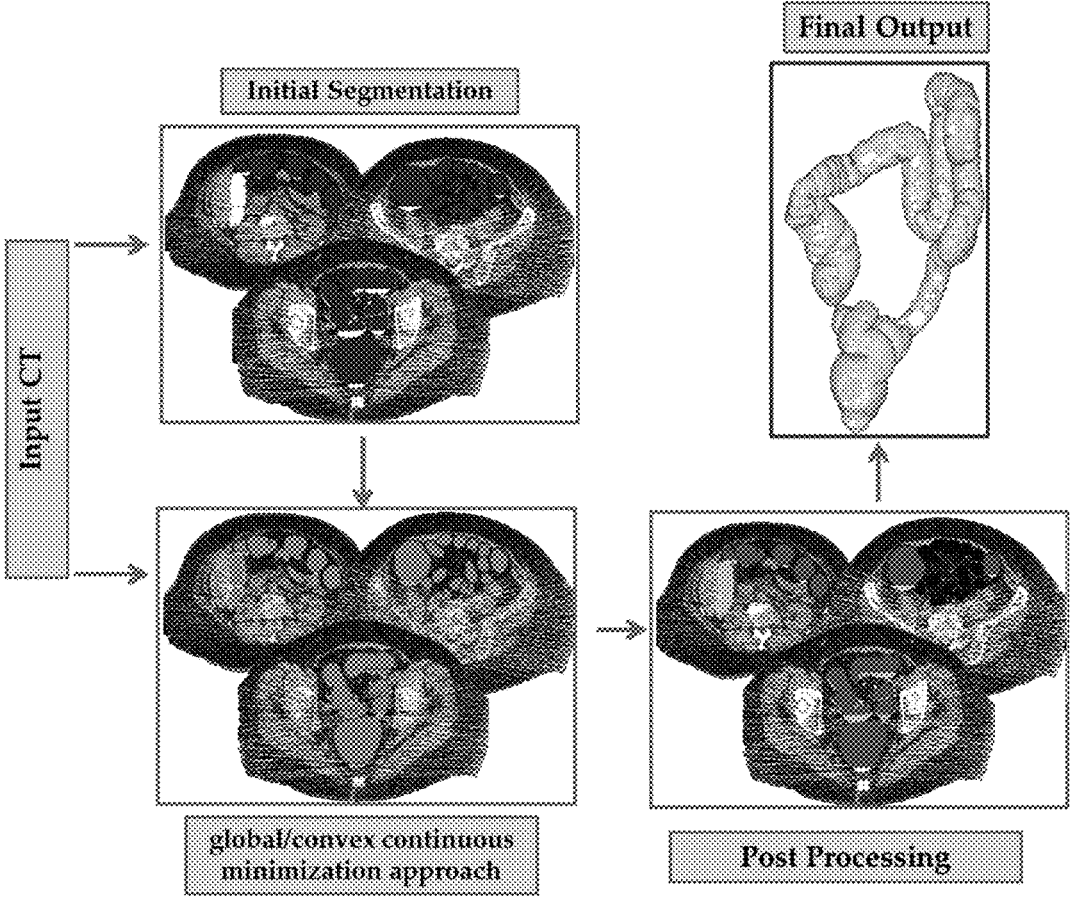 Final Output
Initial Segmentation
Input CT
global/convex continuous
minimization approach
Post Processing